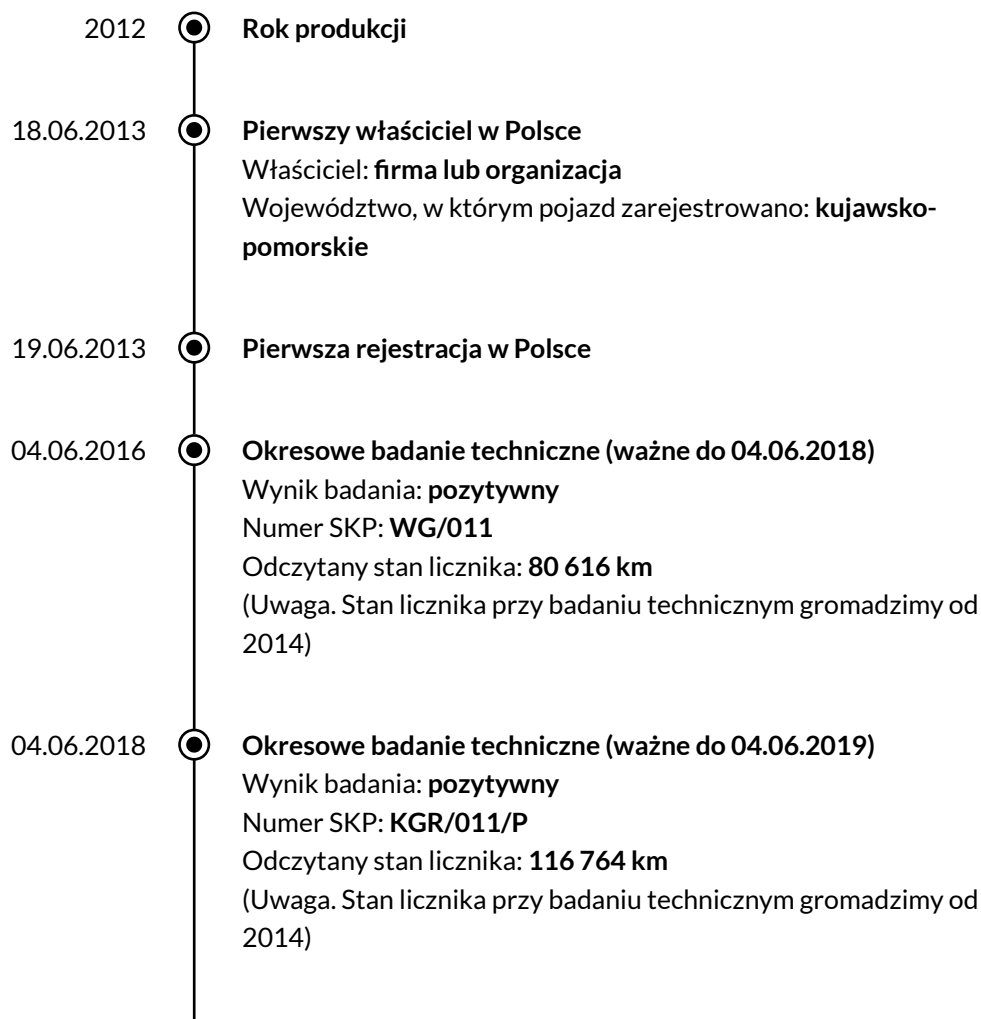 2012
Rok produkcji
18.06.2013
Pierwszy właściciel w Polsce
Właściciel: firma lub organizacja
Województwo, w którym pojazd zarejestrowano: kujawsko-
pomorskie
19.06.2013
Pierwsza rejestracja w Polsce
04.06.2016
Okresowe badanie techniczne (ważne do 04.06.2018)
Wynik badania: pozytywny
Numer SKP: WG/011
Odczytany stan licznika: 80 616 km
(Uwaga. Stan licznika przy badaniu technicznym gromadzimy od
2014)
04.06.2018
Okresowe badanie techniczne (ważne do 04.06.2019)
Wynik badania: pozytywny
Numer SKP: KGR/011/P
Odczytany stan licznika: 116 764 km
(Uwaga. Stan licznika przy badaniu technicznym gromadzimy od
2014)